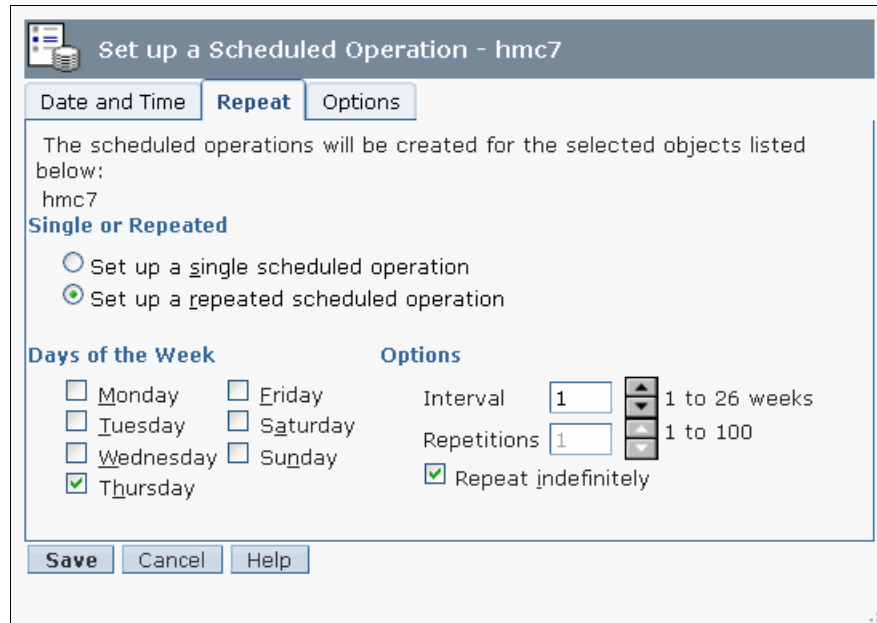 Set up a Scheduled Operation - hmc7
Date and Time Repeat Options
The scheduled operations will be created for the selected objects listed
below:
hmc7
Single or Repeated
Set up a single scheduled operation
Set up a repeated scheduled operation
Days of the Week
Monday
Tuesday
Wednesday
Thursday
Friday
Saturday
Sunday
Options
Interval 1 1 to 26 weeks
Repetitions 1 1 to 100
Repeat indefinitely
Save Cancel Help